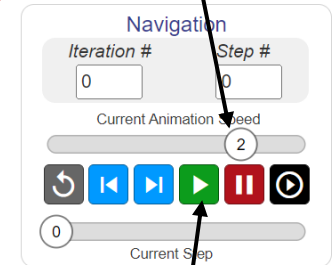 Navigation
Iteration # Step #
0 0
Current Animation Speed
2
0
Current Step